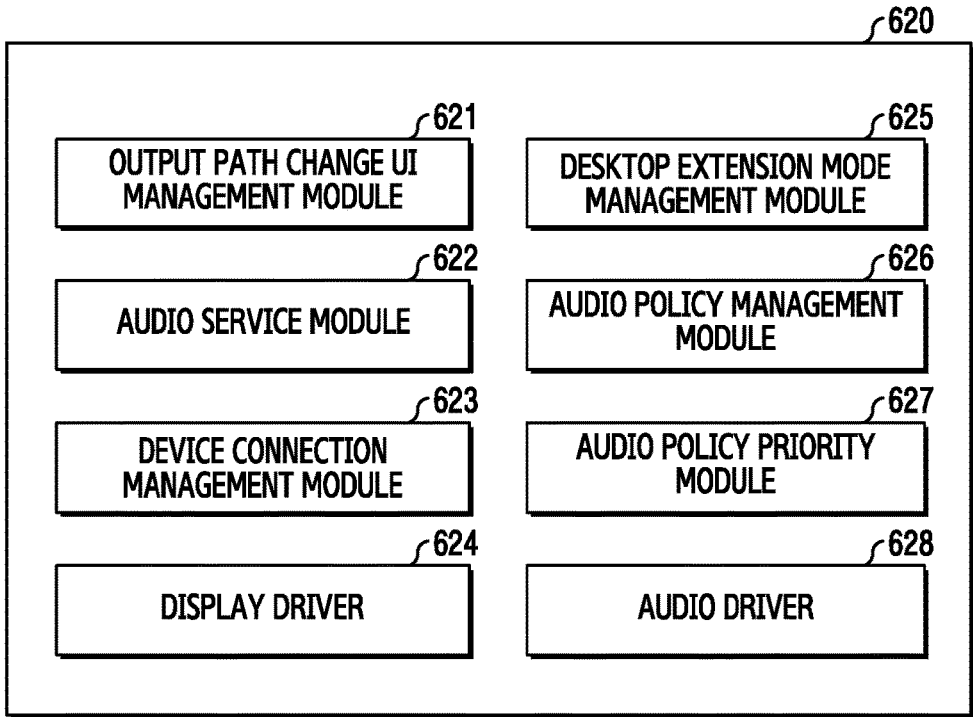 620
621
OUTPUT PATH CHANGE UI
MANAGEMENT MODULE
625
DESKTOP EXTENSION MODE
MANAGEMENT MODULE
622
AUDIO SERVICE MODULE
626
AUDIO POLICY MANAGEMENT
MODULE
623
DEVICE CONNECTION
MANAGEMENT MODULE
627
AUDIO POLICY PRIORITY
MODULE
624
DISPLAY DRIVER
628
AUDIO DRIVER